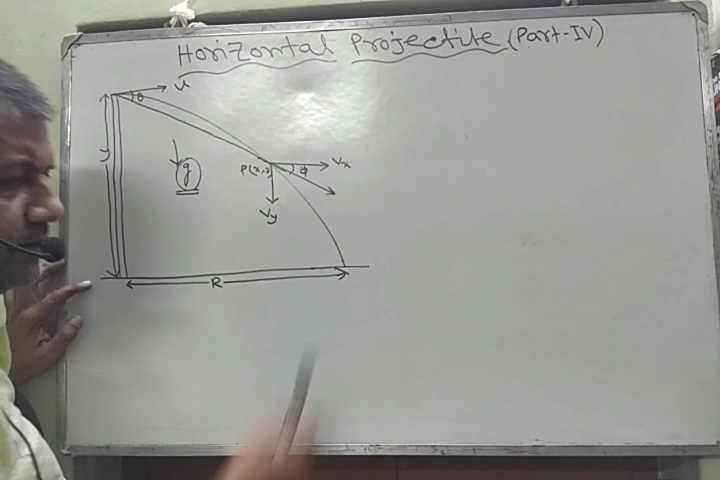 Horizontal Projectile (Part-IV)
u
θ
y
g
P(x,y)
Vx
φ
Vy
R